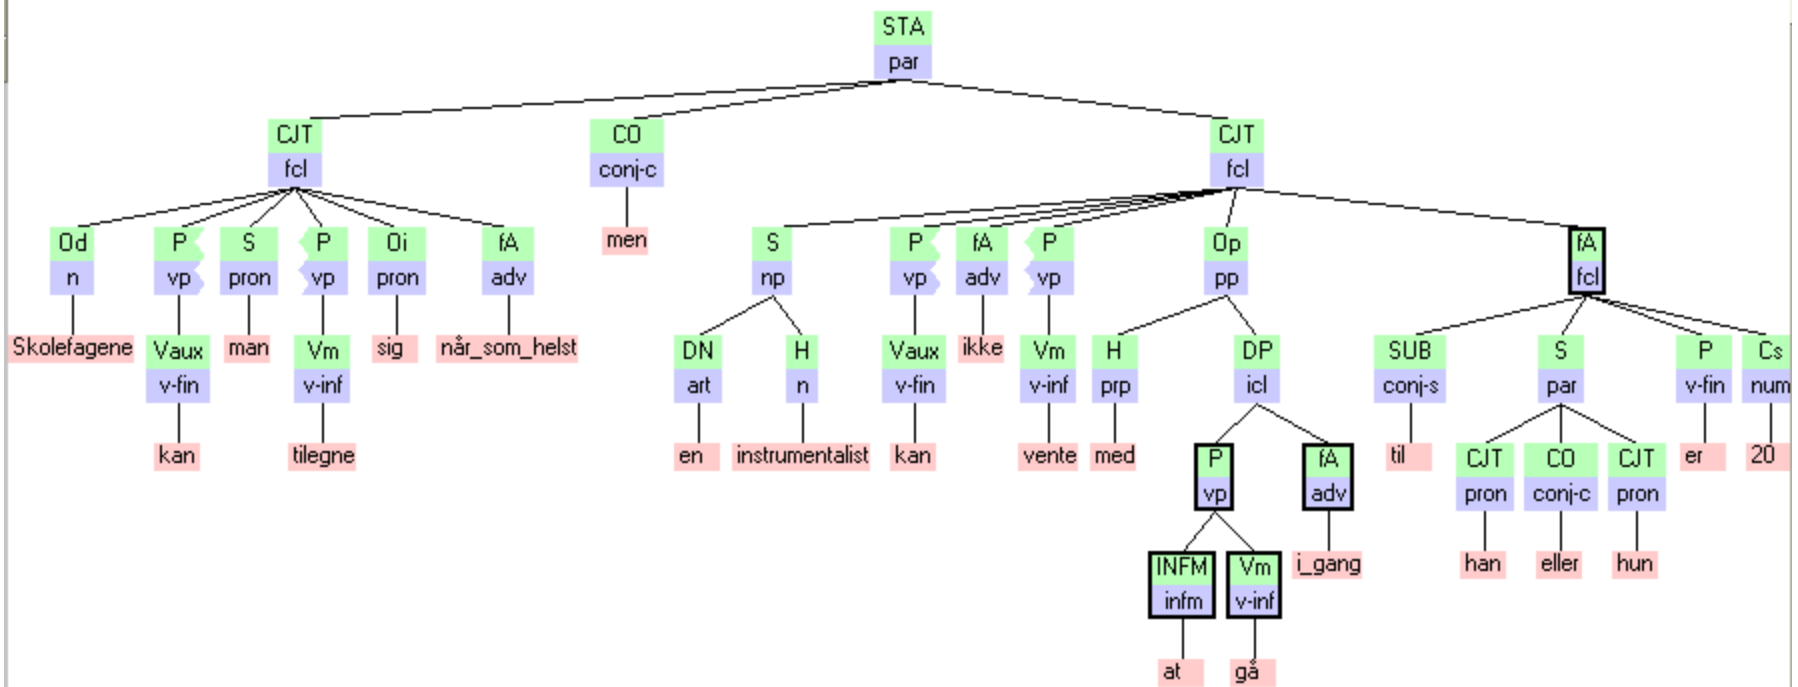 STA
par
CJT CO CJT
fcl conj-c fcl
Od P S P Oi fA men S P fA P Op fA
n vp pron vp pron adv np vp adv vp pp fcl
Skolefagene Vaux man Vm sig når_som_helst DN H Vaux ikke Vm H DP SUB S P Cs
v-fin v-inf art n v-fin v-inf prp icl conj-s par v-fin num
kan tilegne en instrumentalist kan vente med P fA til CJT CO CJT er 20
vp adv pron conj-c pron
INFM Vm i_gang han eller hun
infm v-inf
at gå